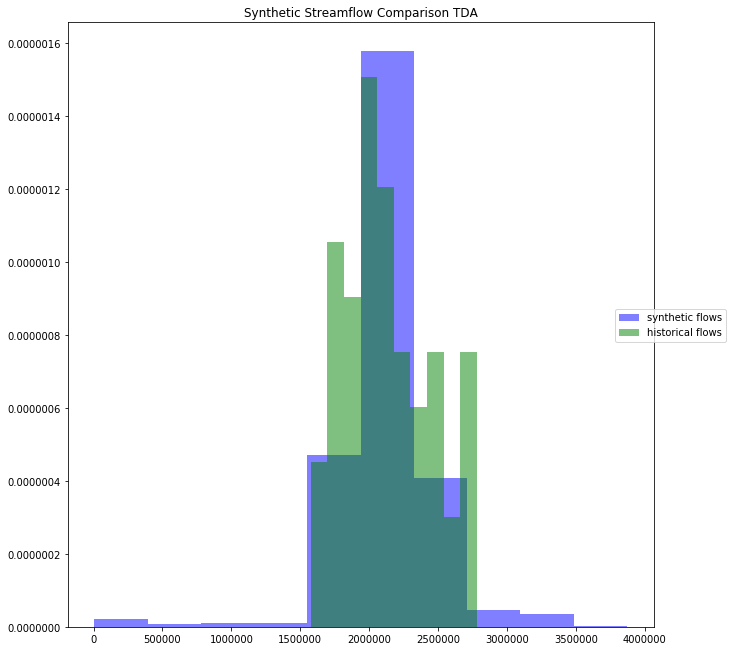 Synthetic Streamflow Comparison TDA
0.0000016
0.0000014
0.0000012
0.0000010
0.0000008
0.0000006
0.0000004
0.0000002
0.0000000
synthetic flows
historical flows
0 500000 1000000 1500000 2000000 2500000 3000000 3500000 4000000